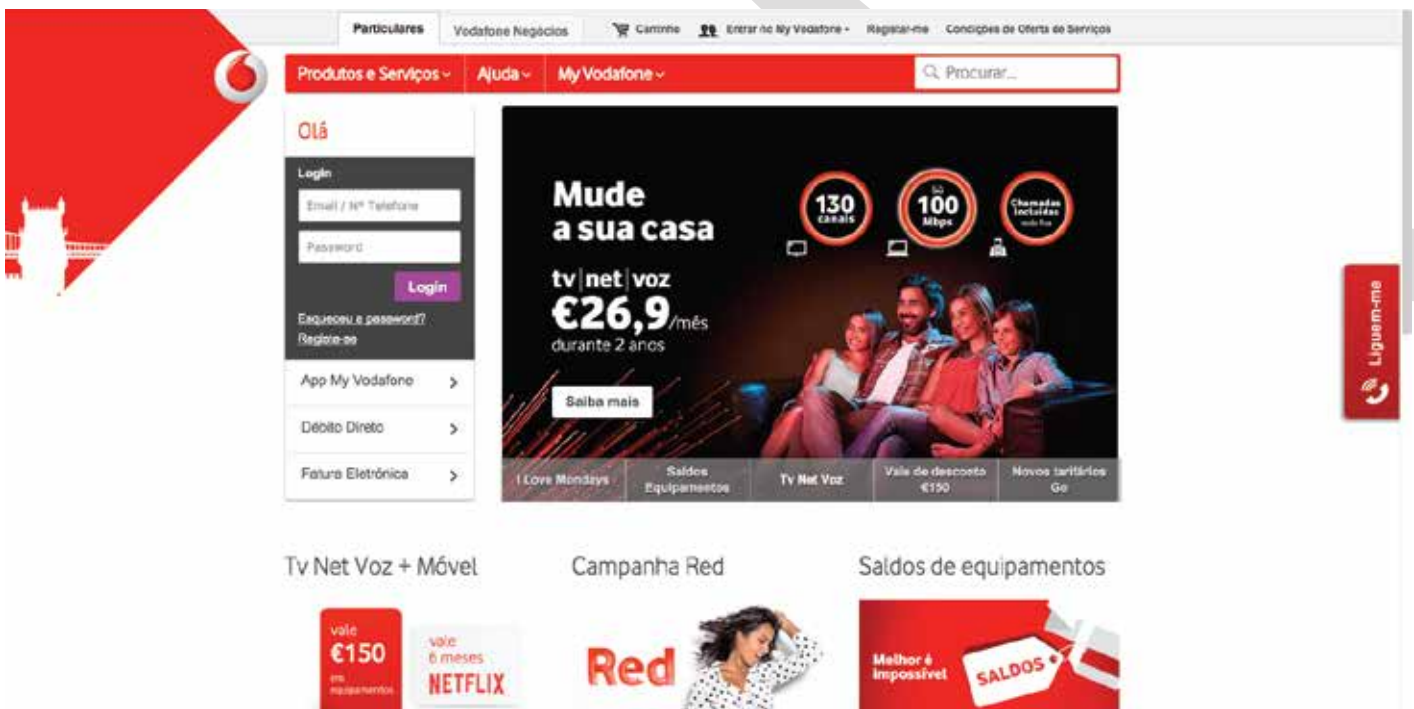 Particulares
Vodafone Negócios
Carrinho
Entrar no My Vodafone
Registar-me
Condições de Oferta de Serviços
Produtos e Serviços
Ajuda
My Vodafone
Procurar...
Olá
Login
Email / Nº Telefone
Password
Login
Esqueceu a password?
Registe-se
App My Vodafone
Débito Direto
Fatura Eletrónica
Mude
a sua casa
tv|net|voz
€26,9/mês
durante 2 anos
Saiba mais
130
canais
100
Mbps
Chamadas
incluídas
rede fixa
I Love Mondays
Saldos
Equipamentos
Tv Net Voz
Vale de desconto
€150
Novos tarifários
Go
Liguem-me
Tv Net Voz + Móvel
Campanha Red
Saldos de equipamentos
vale
€150
em
equipamentos
vale
6 meses
NETFLIX
Red
Melhor é
impossível
SALDOS